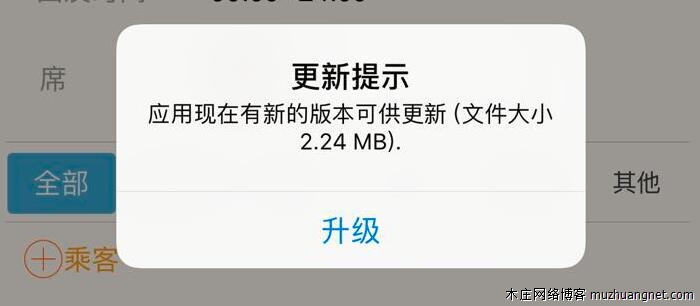 席
更新提示
应用现在有新的版本可供更新 (文件大小
2.24 MB).
全部
其他
升级
乘客
木庄网络博客 muzhuangnet.com